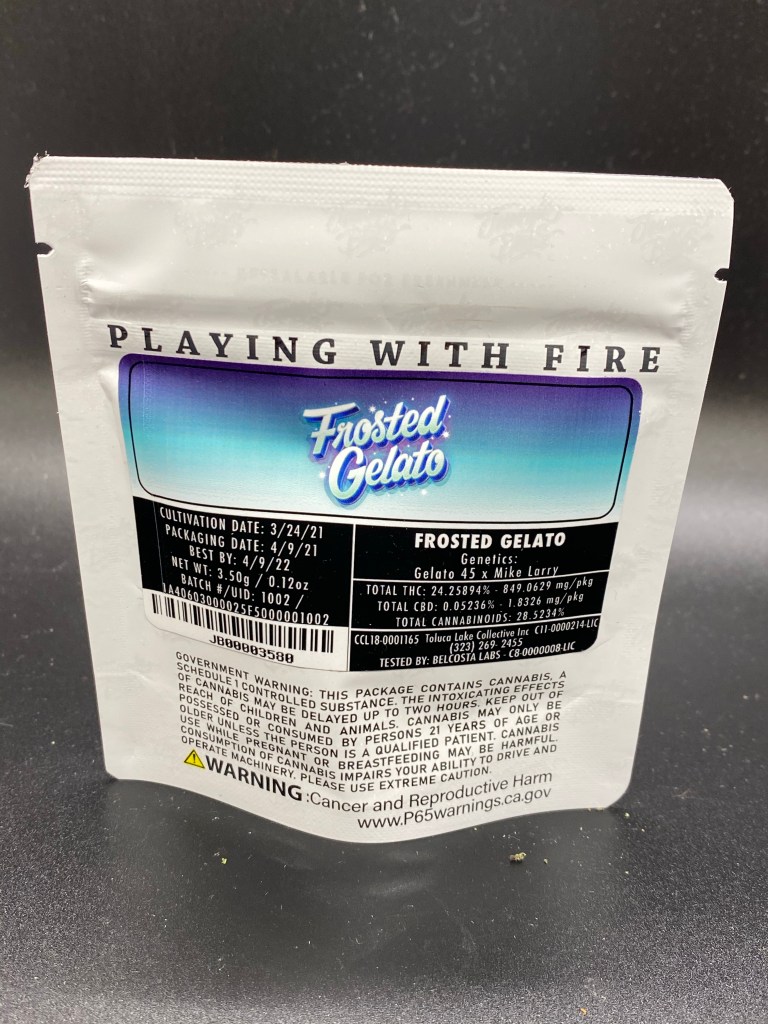 PLAYING WITH FIRE
Frosted
Gelato
CULTIVATION DATE: 3/24/21
PACKAGING DATE: 4/9/21
BEST BY: 4/9/22
NET WT: 3.50g / 0.12oz
BATCH #/UID: 1002 /
1A40603000025F5000001002
JB00003580
FROSTED GELATO
Genetics:
Gelato 45 x Mike Larry
TOTAL THC: 24.25894% - 849.0629 mg/pkg
TOTAL CBD: 0.05236% - 1.8326 mg/pkg
TOTAL CANNABINOIDS: 28.5234%
CCL18-0001165 Toluca Lake Collective Inc C11-0000214-LIC
(323) 269- 2455
TESTED BY: BELCOSTA LABS - C8-0000008-LIC
GOVERNMENT WARNING: THIS PACKAGE CONTAINS CANNABIS, A
SCHEDULE I CONTROLLED SUBSTANCE. THE INTOXICATING EFFECTS
OF CANNABIS MAY BE DELAYED UP TO TWO HOURS. KEEP OUT OF
REACH OF CHILDREN AND ANIMALS. CANNABIS MAY ONLY BE
POSSESSED OR CONSUMED BY PERSONS 21 YEARS OF AGE OR
OLDER UNLESS THE PERSON IS A QUALIFIED PATIENT. CANNABIS
USE WHILE PREGNANT OR BREASTFEEDING MAY BE HARMFUL.
CONSUMPTION OF CANNABIS IMPAIRS YOUR ABILITY TO DRIVE AND
OPERATE MACHINERY. PLEASE USE EXTREME CAUTION.
WARNING:Cancer and Reproductive Harm
www.P65warnings.ca.gov